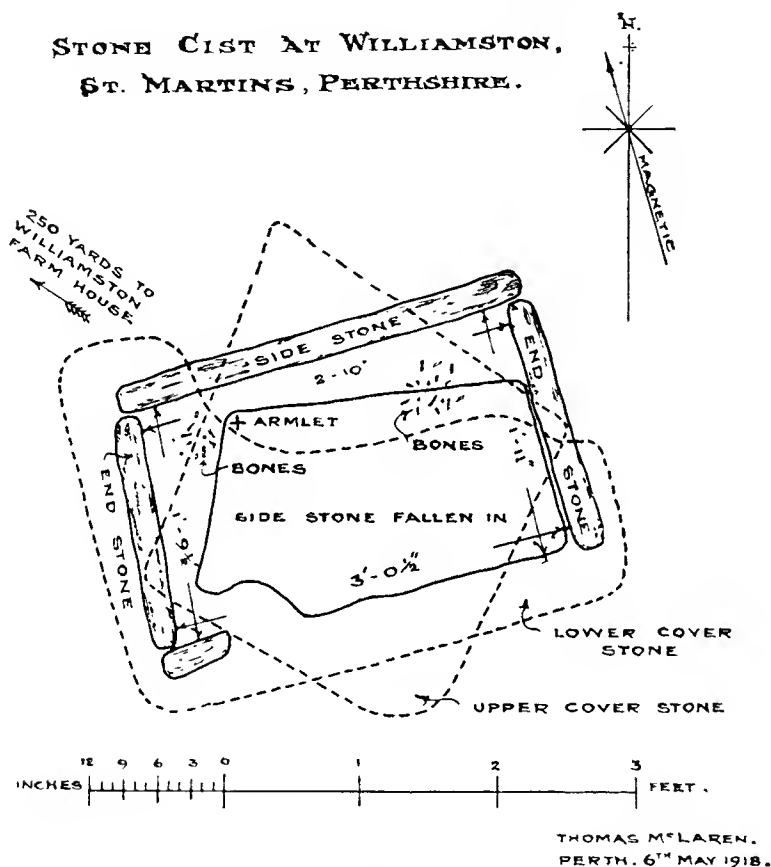 STONE CIST AT WILLIAMSTON,
ST. MARTINS, PERTHSHIRE.
N.
MAGNETIC
250 YARDS TO
WILLIAMSTON
FARM HOUSE
SIDE STONE
2-10"
END
STONE
ARMLET
BONES
BONES
END STONE
SIDE STONE FALLEN IN
3'-0½"
LOWER COVER
STONE
UPPER COVER STONE
INCHES 12 9 6 3 0 1 2 3 FEET.
THOMAS McLAREN.
PERTH. 6TH MAY 1918.